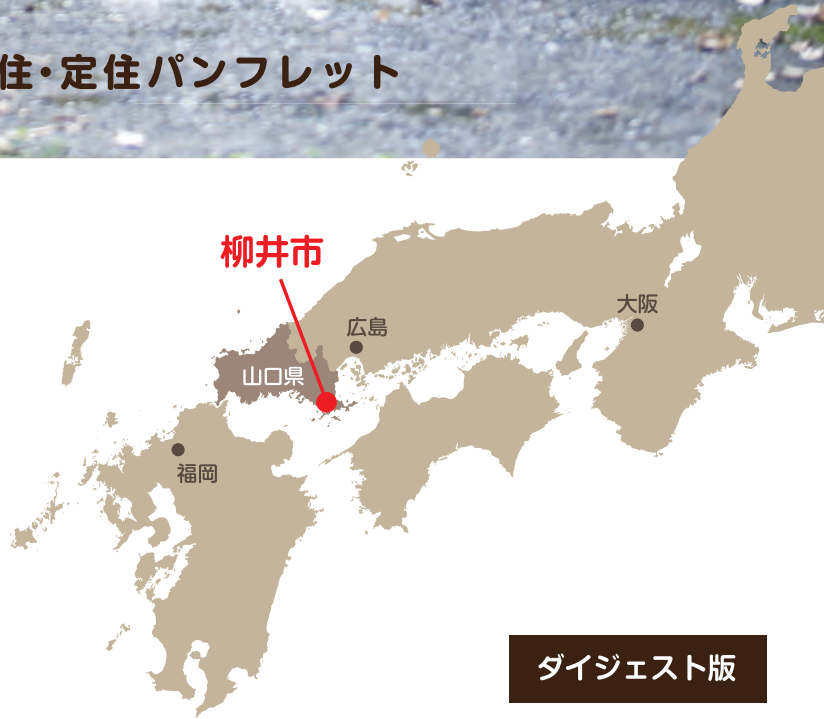 住・定住パンフレット
柳井市
大阪
広島
山口県
福岡
ダイジェスト版